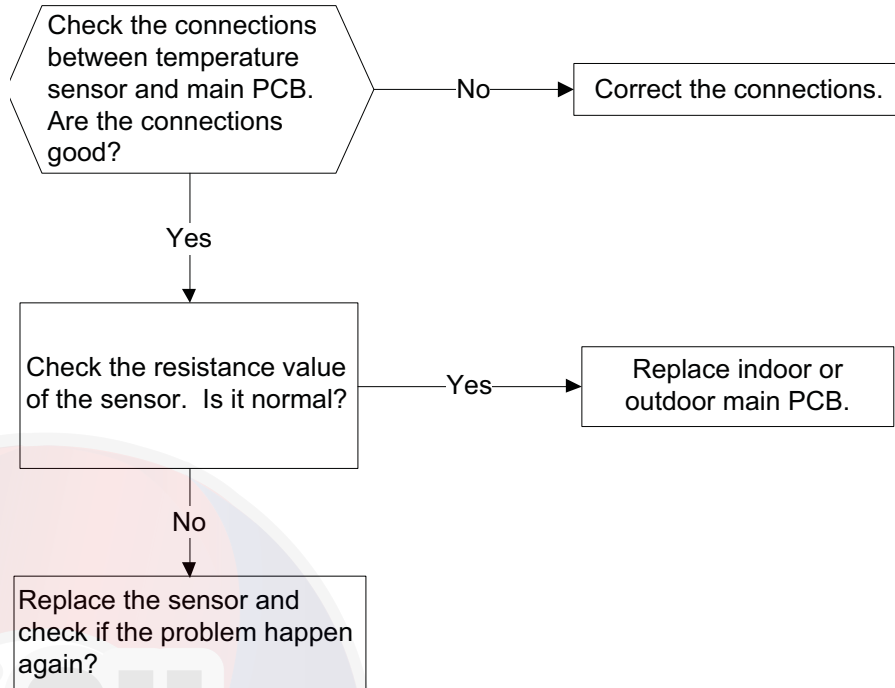 Check the connections
between temperature
sensor and main PCB.
Are the connections
good?
No
Correct the connections.
Yes
Check the resistance value
of the sensor. Is it normal?
Yes
Replace indoor or
outdoor main PCB.
No
Replace the sensor and
check if the problem happen
again?